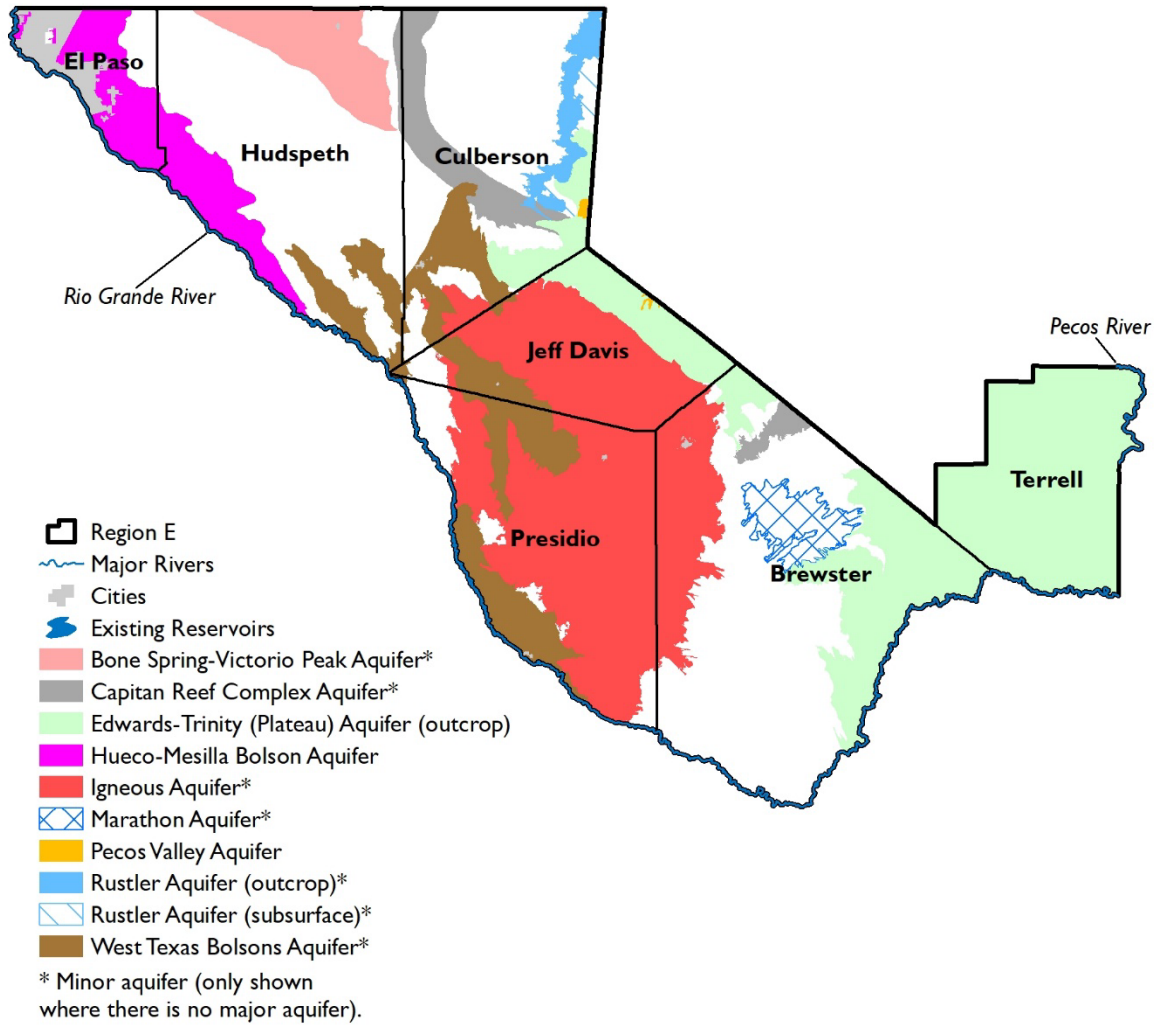 El Paso
Hudspeth
Culberson
Rio Grande River
Jeff Davis
Pecos River
Terrell
Presidio
Brewster
Region E
Major Rivers
Cities
Existing Reservoirs
Bone Spring-Victorio Peak Aquifer*
Capitan Reef Complex Aquifer*
Edwards-Trinity (Plateau) Aquifer (outcrop)
Hueco-Mesilla Bolson Aquifer
Igneous Aquifer*
Marathon Aquifer*
Pecos Valley Aquifer
Rustler Aquifer (outcrop)*
Rustler Aquifer (subsurface)*
West Texas Bolsons Aquifer*
* Minor aquifer (only shown
where there is no major aquifer).